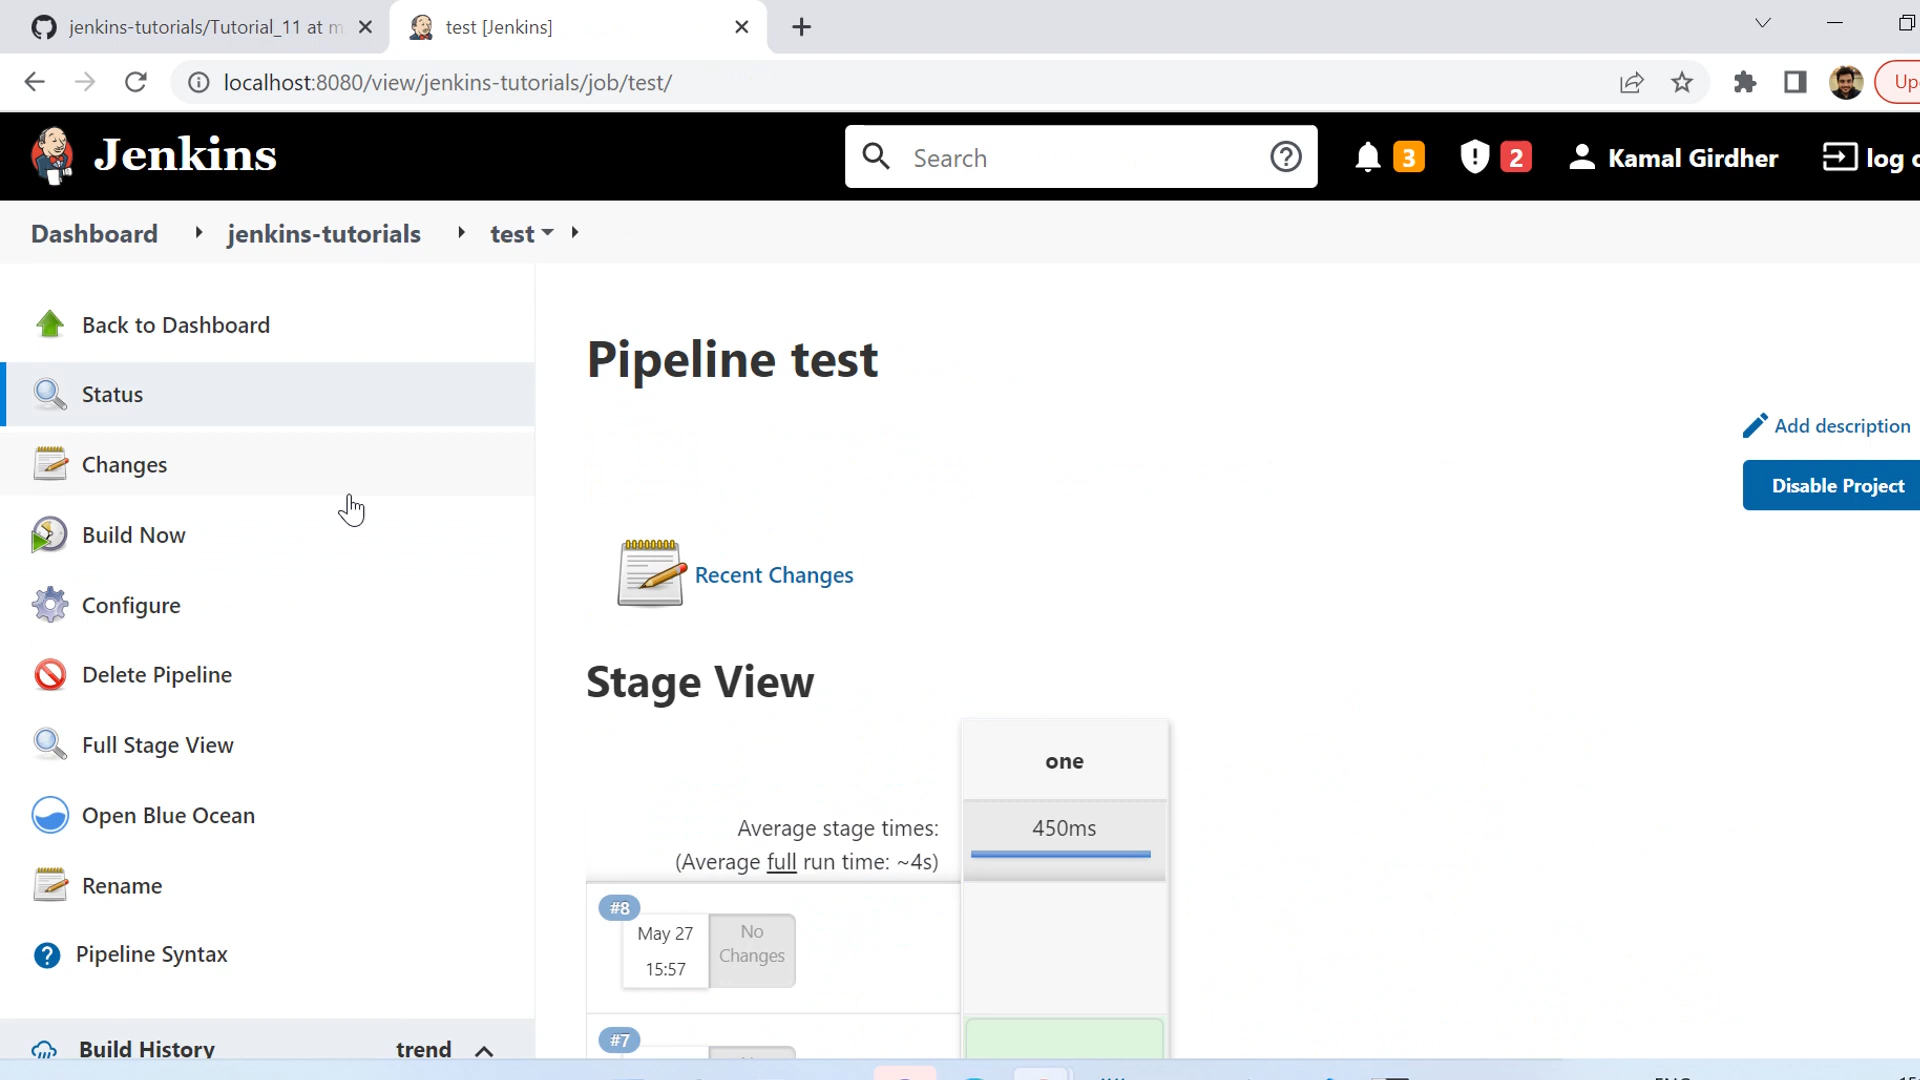 jenkins-tutorials/Tutorial_11 at m
test [Jenkins]
localhost:8080/view/jenkins-tutorials/job/test/
Jenkins
Search
3
2
Kamal Girdher
log
Dashboard
jenkins-tutorials
test
Back to Dashboard
Status
Changes
Build Now
Configure
Delete Pipeline
Full Stage View
Open Blue Ocean
Rename
Pipeline Syntax
Build History
trend
Pipeline test
Add description
Disable Project
Recent Changes
Stage View
one
Average stage times:
450ms
(Average full run time: ~4s)
#8
May 27
15:57
No
Changes
#7